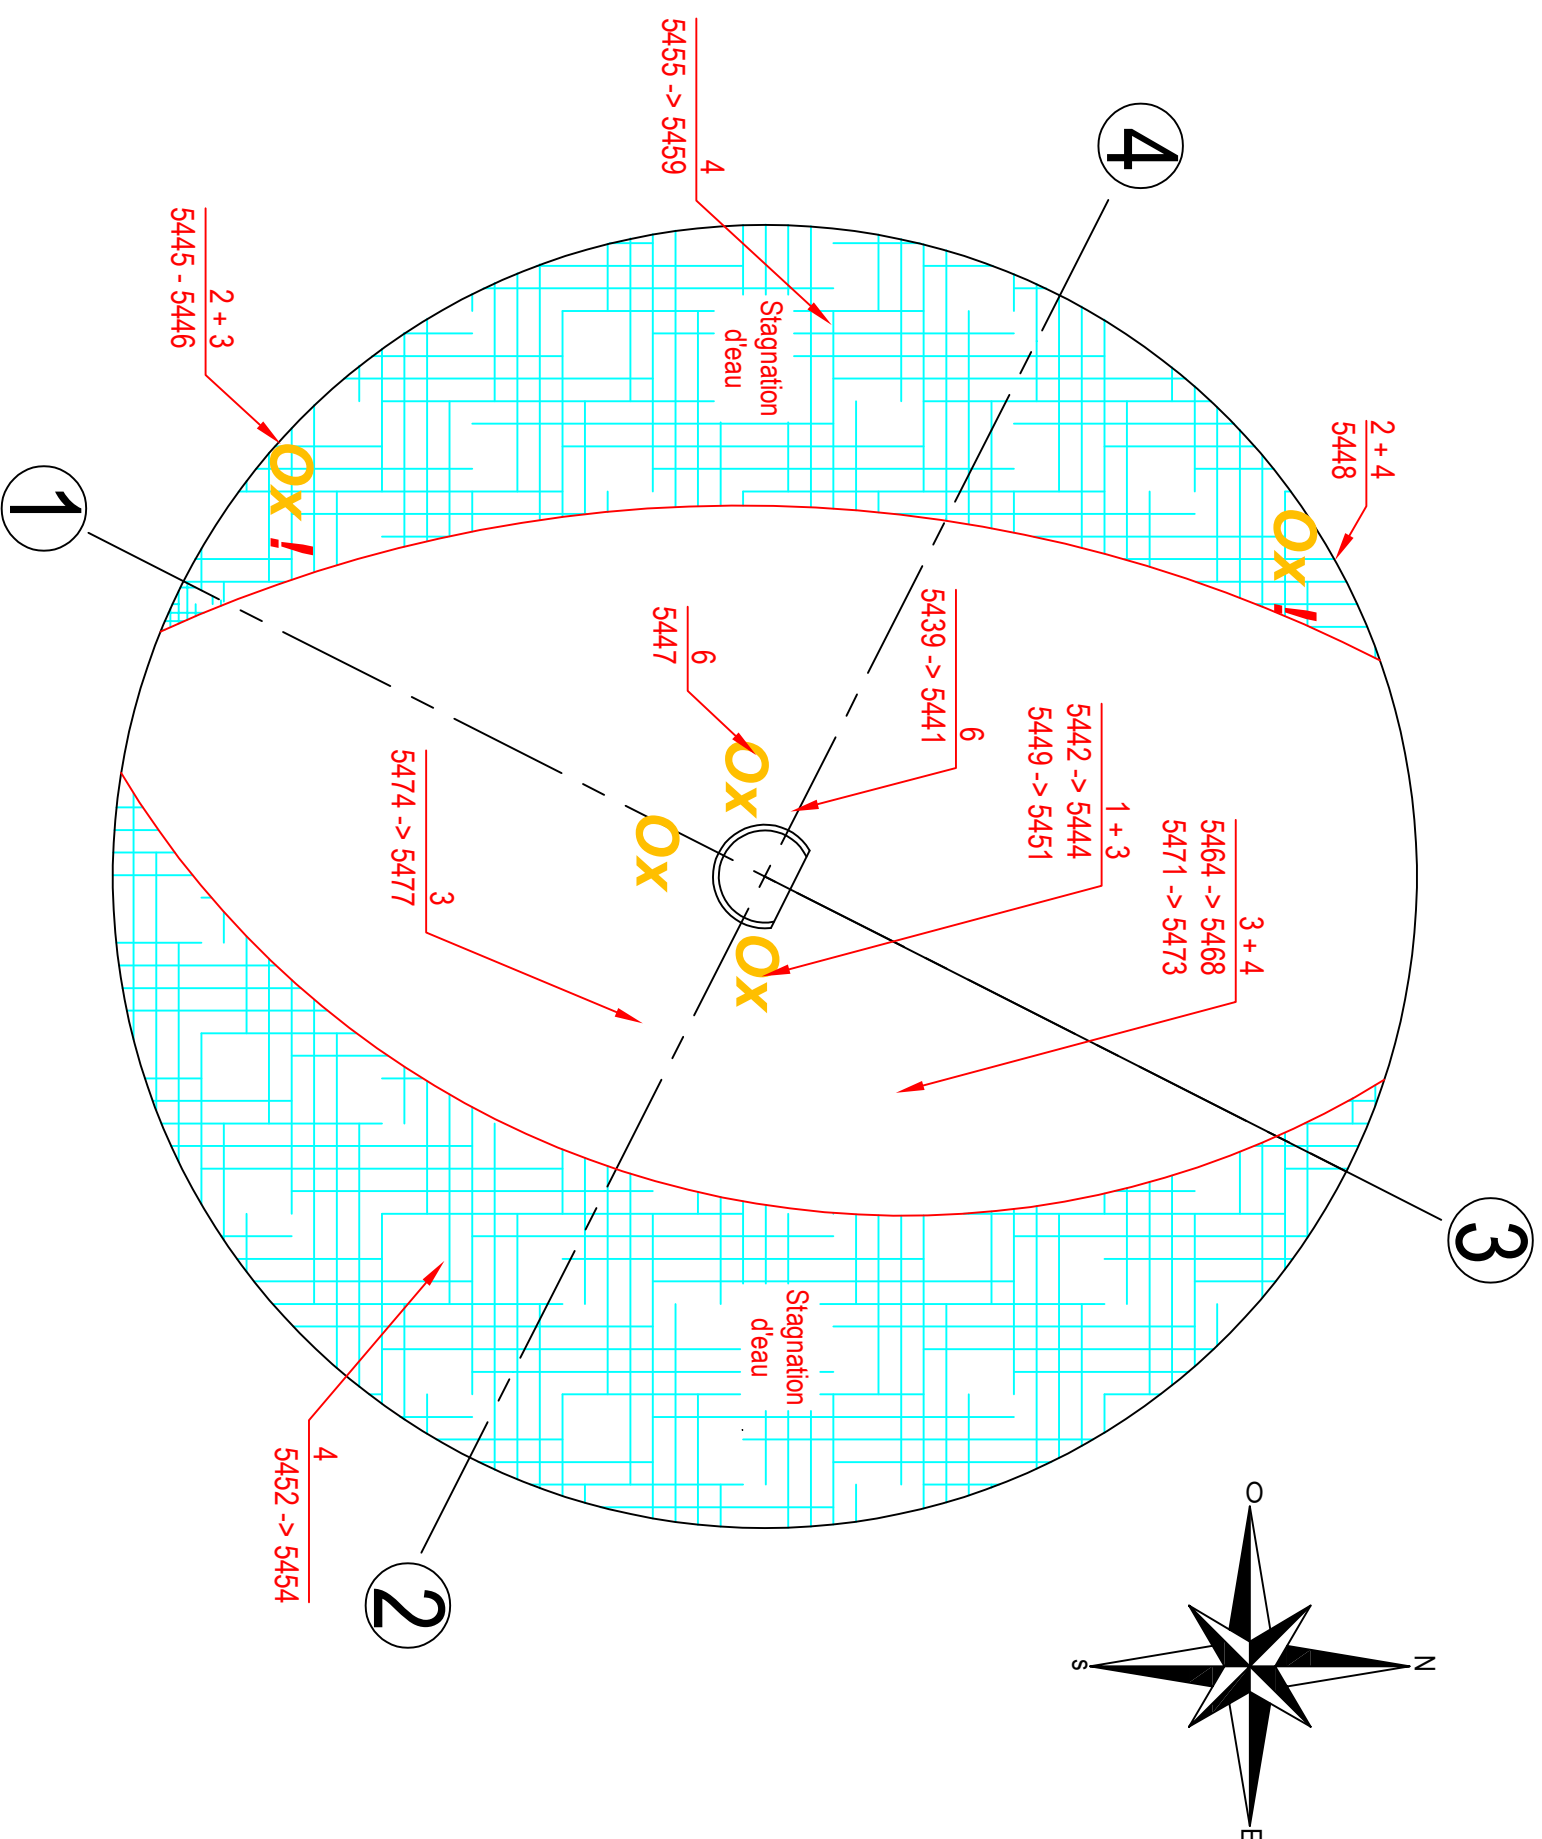 3
N
2 + 4
5448
Ox !
O
E
3 + 4
5464 -> 5468
5471 -> 5473
4
1 + 3
5442 -> 5444
5449 -> 5451
S
6
5439 -> 5441
Stagnation
d'eau
Stagnation
d'eau
Ox
Ox
4
5455 -> 5459
6
5447
Ox
3
5474 -> 5477
2
4
5452 -> 5454
Ox !
2 + 3
5445 - 5446
1